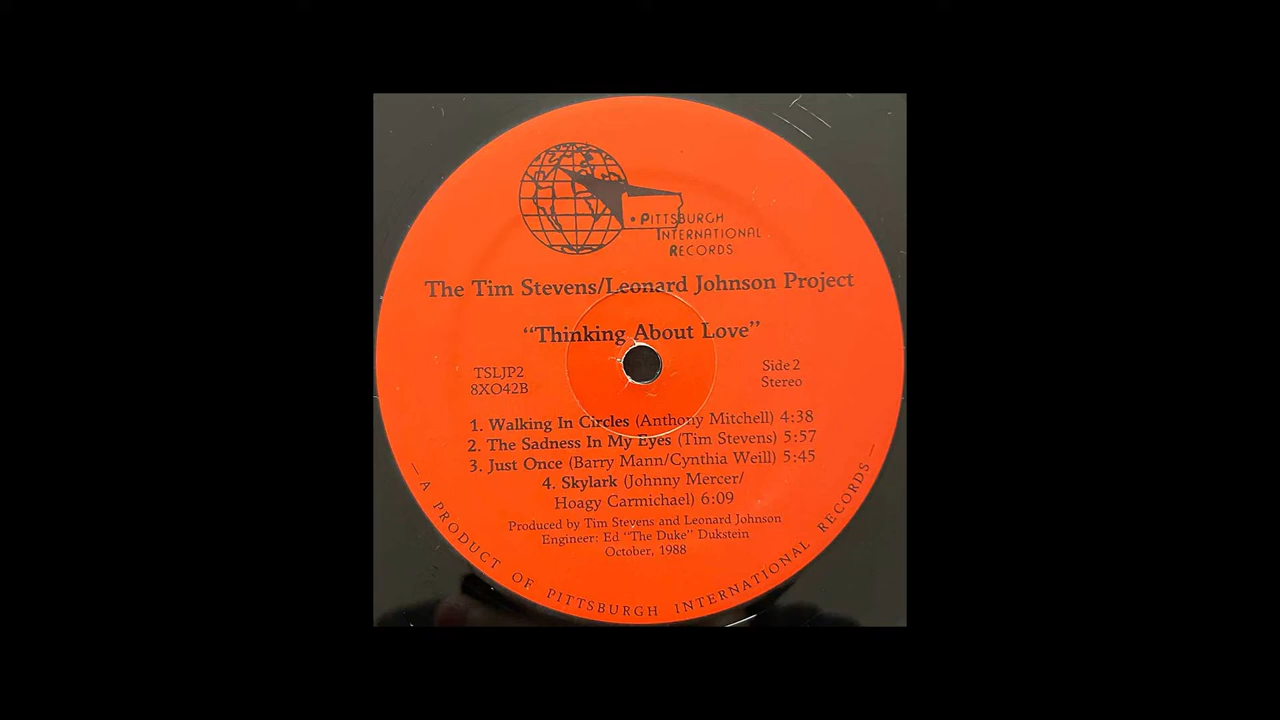 PITTSBURGH
INTERNATIONAL
RECORDS
The Tim Stevens/Leonard Johnson Project
“Thinking About Love”
TSLJP2
8XO42B
Side 2
Stereo
1. Walking In Circles (Anthony Mitchell) 4:38
2. The Sadness In My Eyes (Tim Stevens) 5:57
3. Just Once (Barry Mann/Cynthia Weill) 5:45
4. Skylark (Johnny Mercer/
Hoagy Carmichael) 6:09
Produced by Tim Stevens and Leonard Johnson
Engineer: Ed “The Duke” Dukstein
October, 1988
— A PRODUCT OF PITTSBURGH INTERNATIONAL RECORDS —